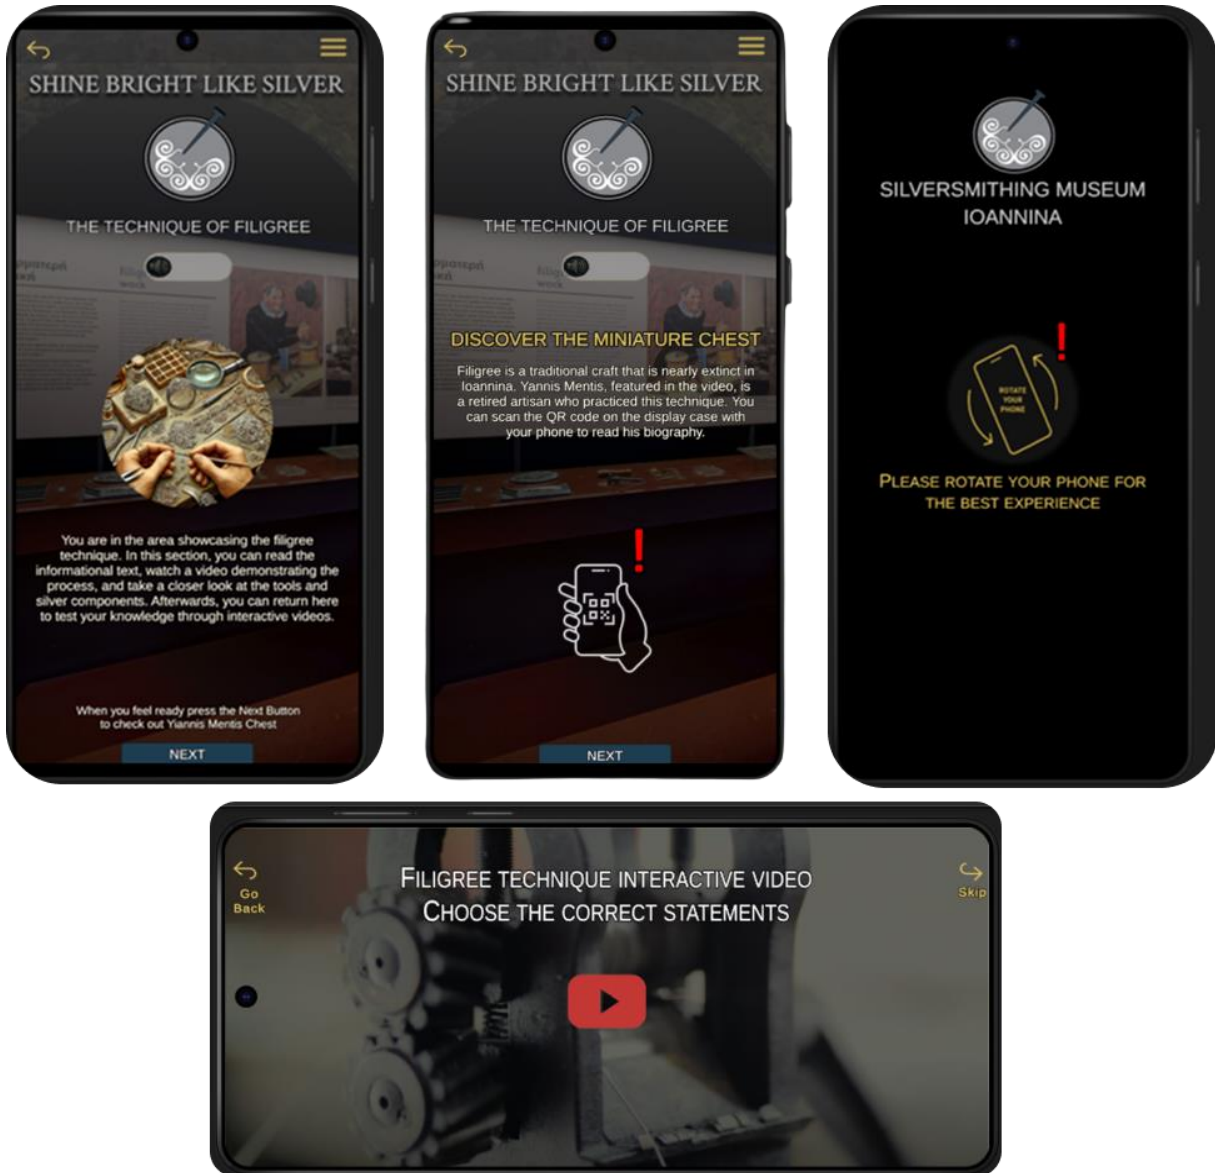 SHINE BRIGHT LIKE SILVER
THE TECHNIQUE OF FILIGREE
You are in the area showcasing the filigree
technique. In this section, you can read the
informational text, watch a video demonstrating the
process, and take a closer look at the tools and
silver components. Afterwards, you can return here
to test your knowledge through interactive videos.
When you feel ready press the Next Button
to check out Yiannis Mentis Chest
NEXT
SHINE BRIGHT LIKE SILVER
THE TECHNIQUE OF FILIGREE
DISCOVER THE MINIATURE CHEST
Filigree is a traditional craft that is nearly extinct in
Ioannina. Yannis Mentis, featured in the video, is
a retired artisan who practiced this technique. You
can scan the QR code on the display case with
your phone to read his biography.
!
NEXT
SILVERSMITHING MUSEUM
IOANNINA
!
ROTATE
YOUR
PHONE
PLEASE ROTATE YOUR PHONE FOR
THE BEST EXPERIENCE
Go
Back
FILIGREE TECHNIQUE INTERACTIVE VIDEO
CHOOSE THE CORRECT STATEMENTS
Skip